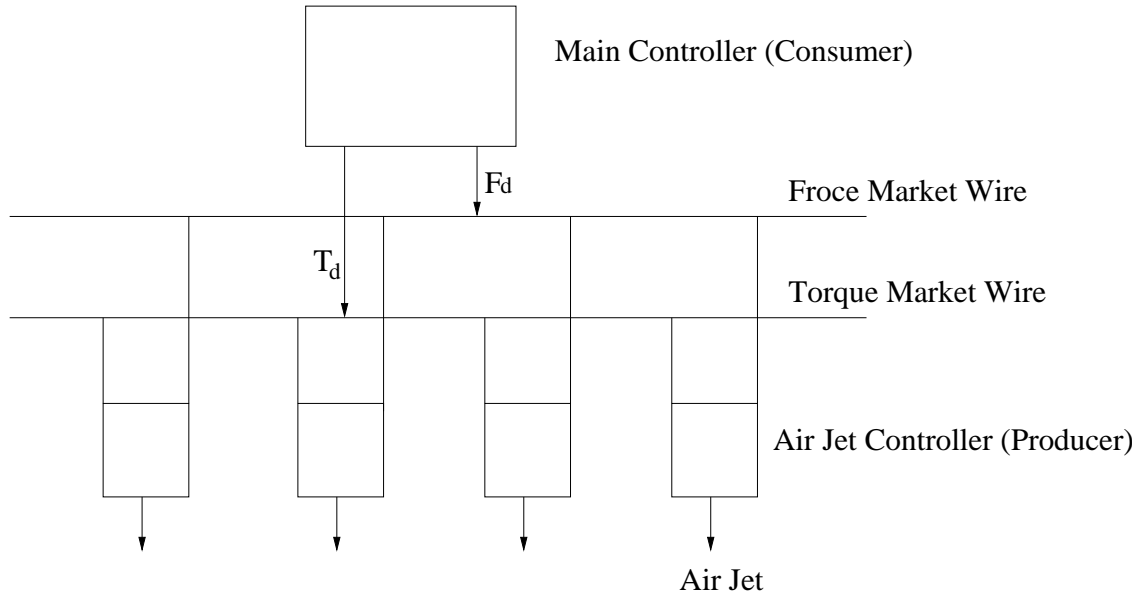 Main Controller (Consumer)
Fd
Froce Market Wire
Td
Torque Market Wire
Air Jet Controller (Producer)
Air Jet